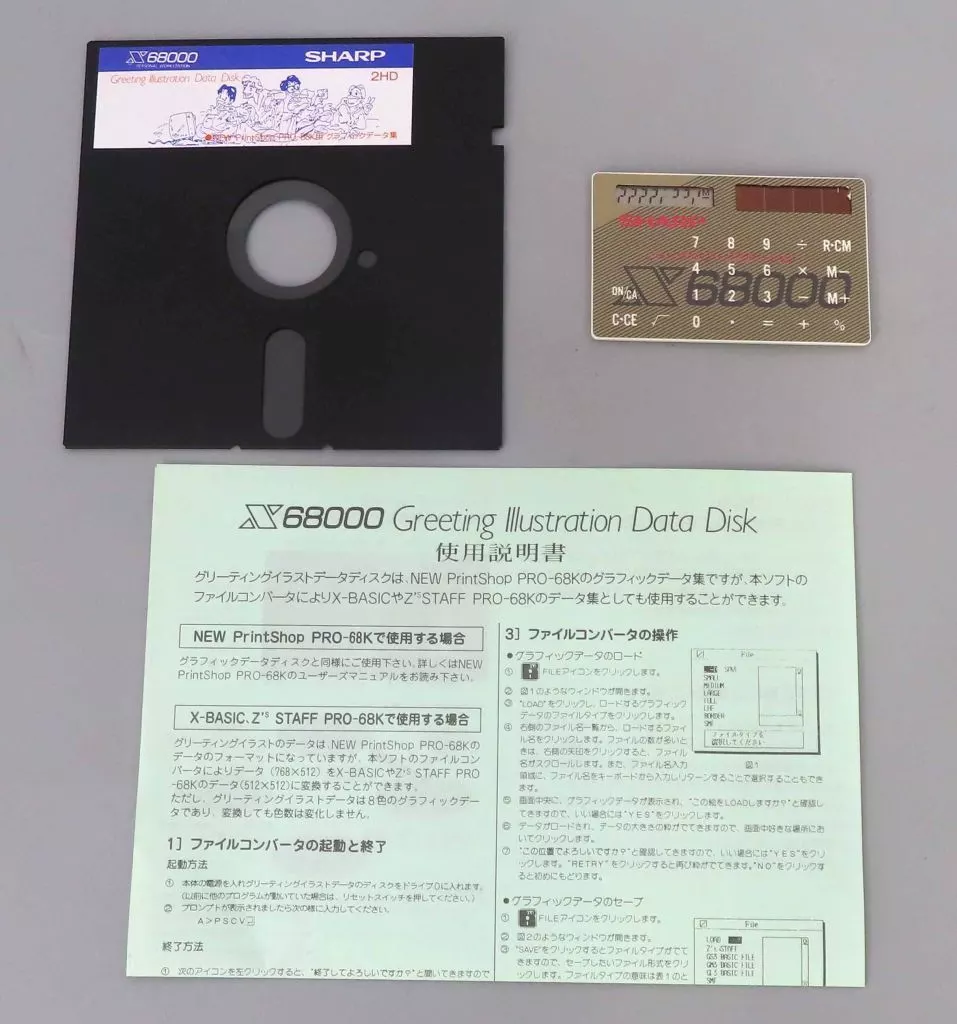 X68000
PERSONAL WORKSTATION
SHARP
Greeting Illustration Data Disk
2HD
●NEW PrintShop PRO-68K用 グラフィックデータ集
SHARP
7 8 9 ÷ R·CM
4 5 6 × M−
X68000
ON/CA 1 2 3 − M+
C·CE √ 0 · = + %
X68000 Greeting Illustration Data Disk
使用説明書
グリーティングイラストデータディスクは、NEW PrintShop PRO-68Kのグラフィックデータ集ですが、本ソフトの
ファイルコンバータによりX-BASICやZ'sSTAFF PRO-68Kのデータ集としても使用することができます。
NEW PrintShop PRO-68Kで使用する場合
グラフィックデータディスクと同様にご使用下さい。詳しくはNEW
PrintShop PRO-68Kのユーザーズマニュアルをお読み下さい。
X-BASIC、Z's STAFF PRO-68Kで使用する場合
グリーティングイラストのデータは、NEW PrintShop PRO-68Kの
データのフォーマットになっていますが、本ソフトのファイルコン
バータによりデータ(768×512)をX-BASICやZ's STAFF PRO
-68Kのデータ(512×512)に変換することができます。
ただし、グリーティングイラストデータは8色のグラフィックデー
タであり、変換しても色数は変化しません。
1］ファイルコンバータの起動と終了
起動方法
① 本体の電源を入れグリーティングイラストデータのディスクをドライブ0に入れます。
(以前に他のプログラムが動いていた場合は、リセットスイッチを押してください。)
② プロンプトが表示されましたら次の様に入力してください。
A>PSCV
終了方法
① 次のアイコンを左クリックすると、"終了してよろしいですか?"と聞いてきますので
3］ファイルコンバータの操作
●グラフィックデータのロード
① FILEアイコンをクリックします。
② 図1のようなウィンドウが開きます。
③ "LOAD"をクリックし、ロードするグラフィック
データのファイルタイプをクリックします。
④ 右側のファイル名一覧から、ロードするファイ
ル名をクリックします。ファイルの数が多いと
きは、右側の矢印をクリックすると、ファイル
名がスクロールします。また、ファイル名入力
領域に、ファイル名をキーボードから入力しリターンすることで選択することもでき
ます。
⑤ 画面中央に、グラフィックデータが表示され、"この絵をLOADしますか?"と確認し
てきますので、いい場合には"YES"をクリックします。
⑥ データがロードされ、データの大きさの枠がでてきますので、画面中好きな場所にお
いてクリックします。
⑦ "この位置でよろしいですか?"と確認してきますので、いい場合には"YES"をクリ
ックします。"RETRY"をクリックすると再び枠がでてきます。"NO"をクリックす
ると初めにもどります。
File
SAVE
SMALL
MEDIUM
LARGE
FULL
BORDER
SMF
ファイルタイプを
選択してください
図1
●グラフィックデータのセーブ
① FILEアイコンをクリックします。
② 図2のようなウィンドウが開きます。
③ "SAVE"をクリックするとファイルタイプがでて
きますので、セーブしたいファイル形式をクリ
ックします。ファイルタイプの意味は表1のと
File
LOAD
Z's STAFF
GS3 BASIC FILE
GM3 BASIC FILE
GL3 BASIC FILE
SMF